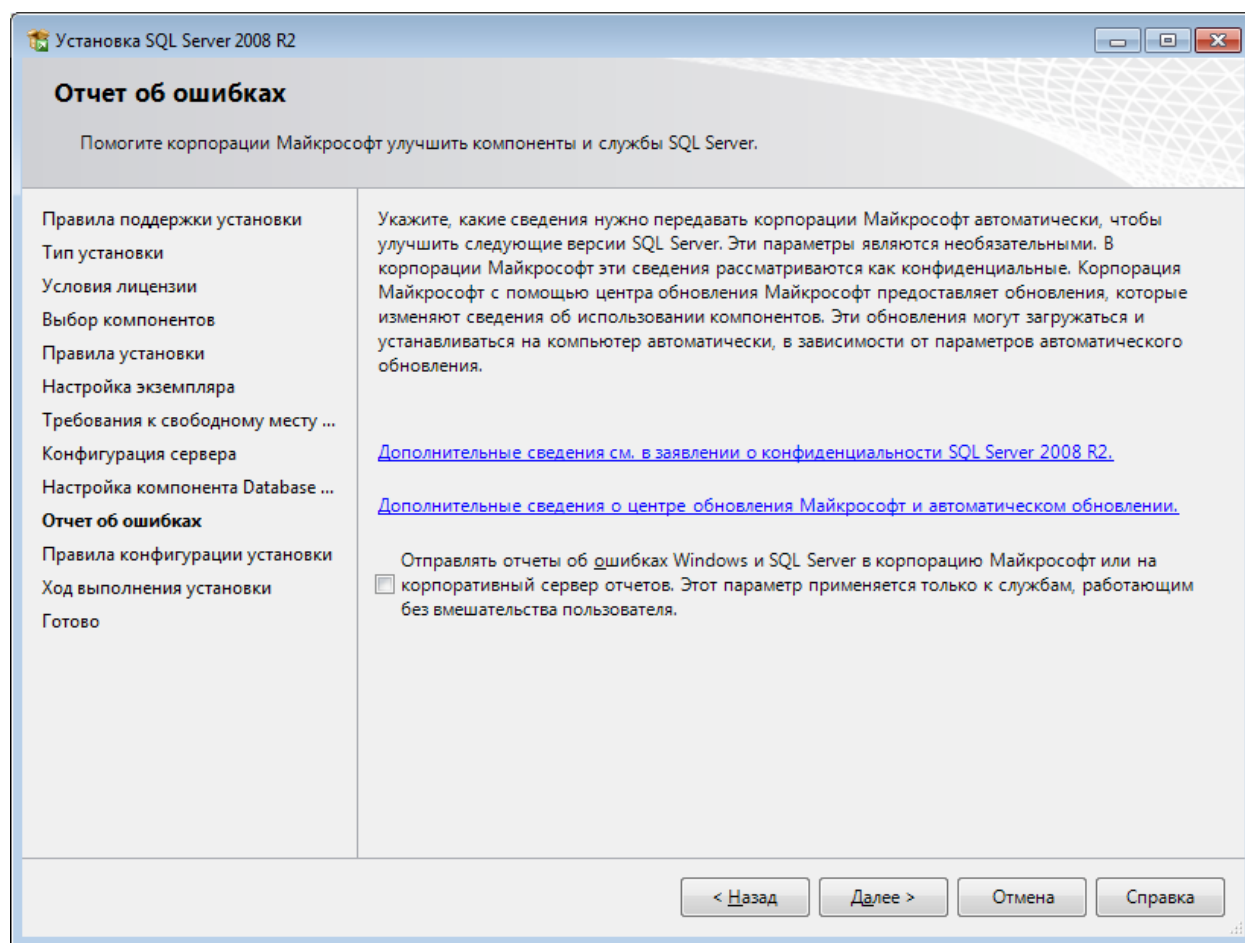 Установка SQL Server 2008 R2
Отчет об ошибках
Помогите корпорации Майкрософт улучшить компоненты и службы SQL Server.
Правила поддержки установки
Тип установки
Условия лицензии
Выбор компонентов
Правила установки
Настройка экземпляра
Требования к свободному месту ...
Конфигурация сервера
Настройка компонента Database ...
Отчет об ошибках
Правила конфигурации установки
Ход выполнения установки
Готово
Укажите, какие сведения нужно передавать корпорации Майкрософт автоматически, чтобы
улучшить следующие версии SQL Server. Эти параметры являются необязательными. В
корпорации Майкрософт эти сведения рассматриваются как конфиденциальные. Корпорация
Майкрософт с помощью центра обновления Майкрософт предоставляет обновления, которые
изменяют сведения об использовании компонентов. Эти обновления могут загружаться и
устанавливаться на компьютер автоматически, в зависимости от параметров автоматического
обновления.
Дополнительные сведения см. в заявлении о конфиденциальности SQL Server 2008 R2.
Дополнительные сведения о центре обновления Майкрософт и автоматическом обновлении.
Отправлять отчеты об ошибках Windows и SQL Server в корпорацию Майкрософт или на
корпоративный сервер отчетов. Этот параметр применяется только к службам, работающим
без вмешательства пользователя.
< Назад
Далее >
Отмена
Справка